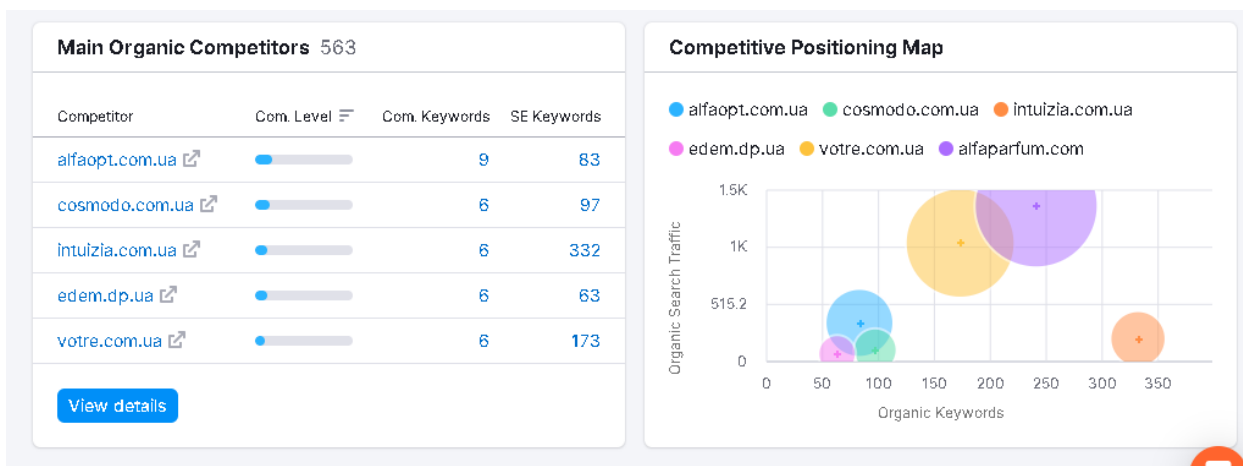 Main Organic Competitors 563
Competitor Com. Level Com. Keywords SE Keywords
alfaopt.com.ua 9 83
cosmodo.com.ua 6 97
intuizia.com.ua 6 332
edem.dp.ua 6 63
votre.com.ua 6 173
View details
Competitive Positioning Map
alfaopt.com.ua cosmodo.com.ua intuizia.com.ua
edem.dp.ua votre.com.ua alfaparfum.com
Organic Search Traffic
1.5K
1K
515.2
0
0 50 100 150 200 250 300 350
Organic Keywords